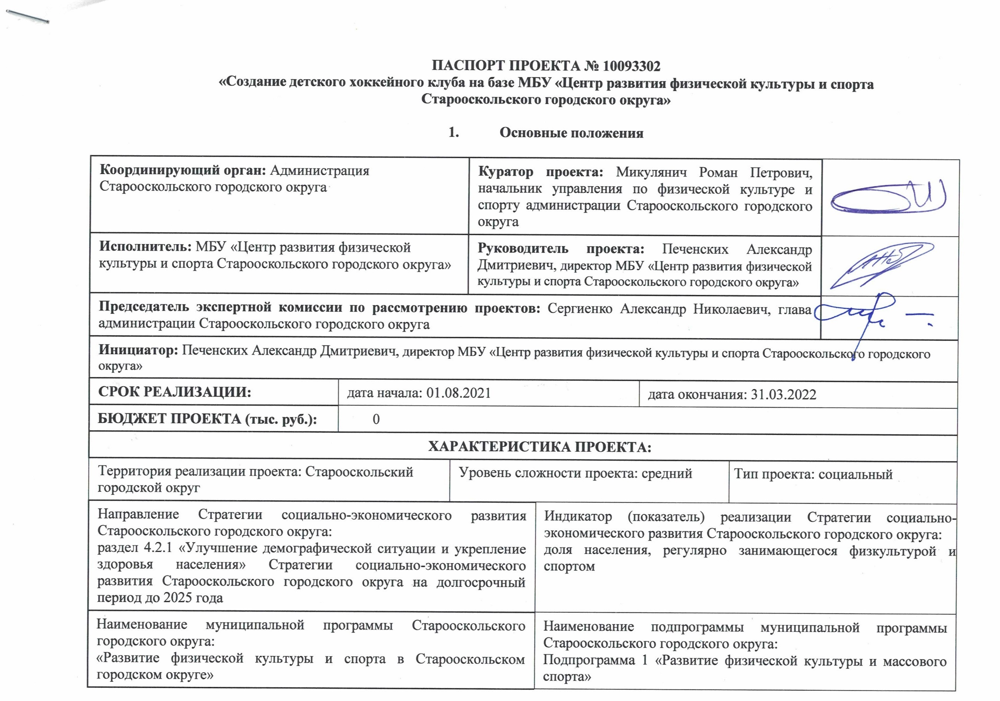 ПАСПОРТ ПРОЕКТА № 10093302
«Создание детского хоккейного клуба на базе МБУ «Центр развития физической культуры и спорта
Старооскольского городского округа»
1. Основные положения
Координирующий орган: Администрация
Старооскольского городского округа
Куратор проекта: Микулянич Роман Петрович,
начальник управления по физической культуре и
спорту администрации Старооскольского городского
округа
Исполнитель: МБУ «Центр развития физической
культуры и спорта Старооскольского городского округа»
Руководитель проекта: Печенских Александр
Дмитриевич, директор МБУ «Центр развития физической
культуры и спорта Старооскольского городского округа»
Председатель экспертной комиссии по рассмотрению проектов: Сергиенко Александр Николаевич, глава
администрации Старооскольского городского округа
Инициатор: Печенских Александр Дмитриевич, директор МБУ «Центр развития физической культуры и спорта Старооскольского городского
округа»
СРОК РЕАЛИЗАЦИИ:
дата начала: 01.08.2021
дата окончания: 31.03.2022
БЮДЖЕТ ПРОЕКТА (тыс. руб.):
0
ХАРАКТЕРИСТИКА ПРОЕКТА:
Территория реализации проекта: Старооскольский
городской округ
Уровень сложности проекта: средний
Тип проекта: социальный
Направление Стратегии социально-экономического развития
Старооскольского городского округа:
раздел 4.2.1 «Улучшение демографической ситуации и укрепление
здоровья населения» Стратегии социально-экономического
развития Старооскольского городского округа на долгосрочный
период до 2025 года
Индикатор (показатель) реализации Стратегии социально-
экономического развития Старооскольского городского округа:
доля населения, регулярно занимающегося физкультурой и
спортом
Наименование муниципальной программы Старооскольского
городского округа:
«Развитие физической культуры и спорта в Старооскольском
городском округе»
Наименование подпрограммы муниципальной программы
Старооскольского городского округа:
Подпрограмма 1 «Развитие физической культуры и массового
спорта»